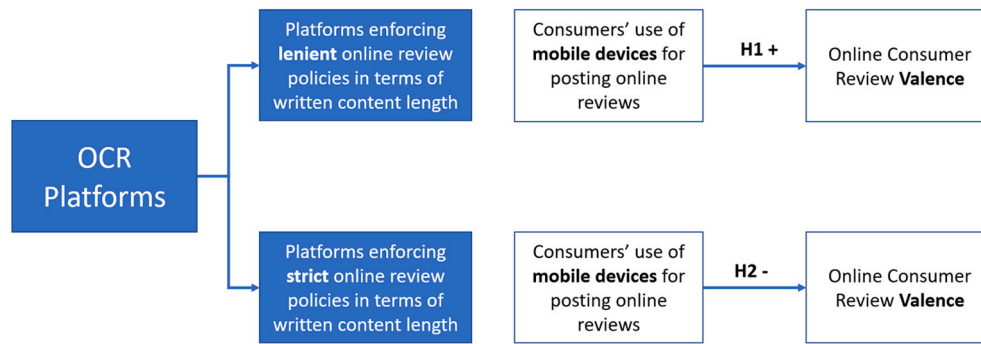 OCR
Platforms
Platforms enforcing
lenient online review
policies in terms of
written content length
Consumers’ use of
mobile devices for
posting online
reviews
H1 +
Online Consumer
Review Valence
Platforms enforcing
strict online review
policies in terms of
written content length
Consumers’ use of
mobile devices for
posting online
reviews
H2 -
Online Consumer
Review Valence